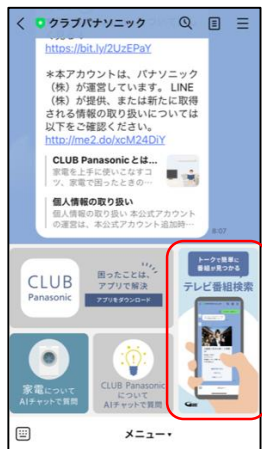 クラブパナソニック
https://bit.ly/2UzEPaY
*本アカウントは、パナソニック
(株)が運営しています。 LINE
(株)が提供、または新たに取得
される情報の取り扱いについては
以下をご確認ください。
http://me2.do/xcM24DiY
CLUB Panasonicとは...
家電を上手に使いこなすコ
ツ、家電で困ったときの…
個人情報の取り扱い
個人情報の取り扱い 本公式アカウント
の運営は、本公式アカウント追加時…
8:07
CLUB
Panasonic
困ったことは、
アプリで解決
アプリをダウンロード
トークで簡単に
番組が見つかる
テレビ番組検索
家電について
AIチャットで質問
CLUB Panasonic
について
AIチャットで質問
メニュー▾